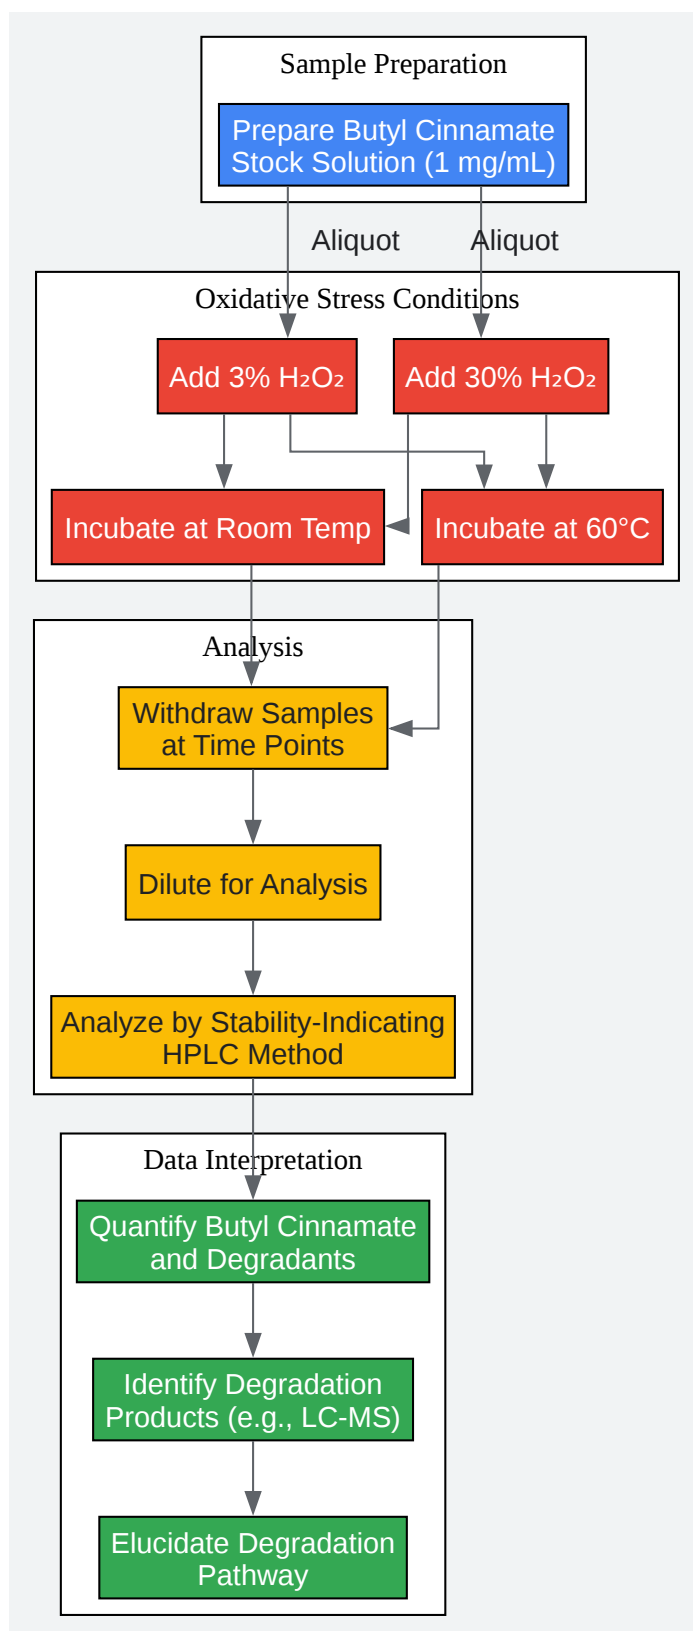 Sample Preparation
Prepare Butyl Cinnamate
Stock Solution (1 mg/mL)
Aliquot
Aliquot
Oxidative Stress Conditions
Add 3% H₂O₂
Add 30% H₂O₂
Incubate at Room Temp
Incubate at 60°C
Analysis
Withdraw Samples
at Time Points
Dilute for Analysis
Analyze by Stability-Indicating
HPLC Method
Data Interpretation
Quantify Butyl Cinnamate
and Degradants
Identify Degradation
Products (e.g., LC-MS)
Elucidate Degradation
Pathway